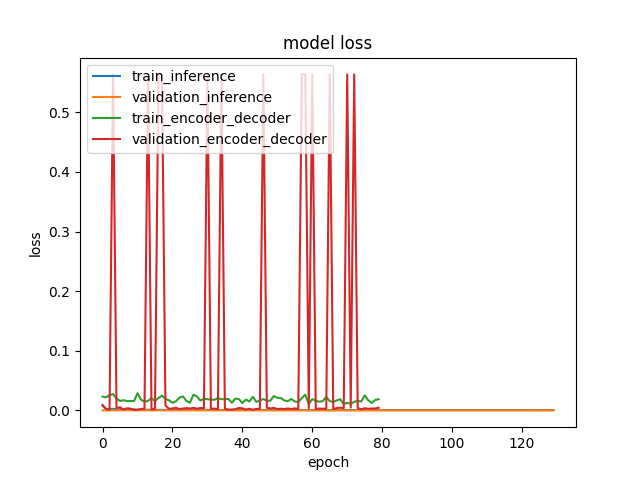 model loss
train_inference
validation_inference
train_encoder_decoder
validation_encoder_decoder
loss
0.5
0.4
0.3
0.2
0.1
0.0
0 20 40 60 80 100 120
epoch